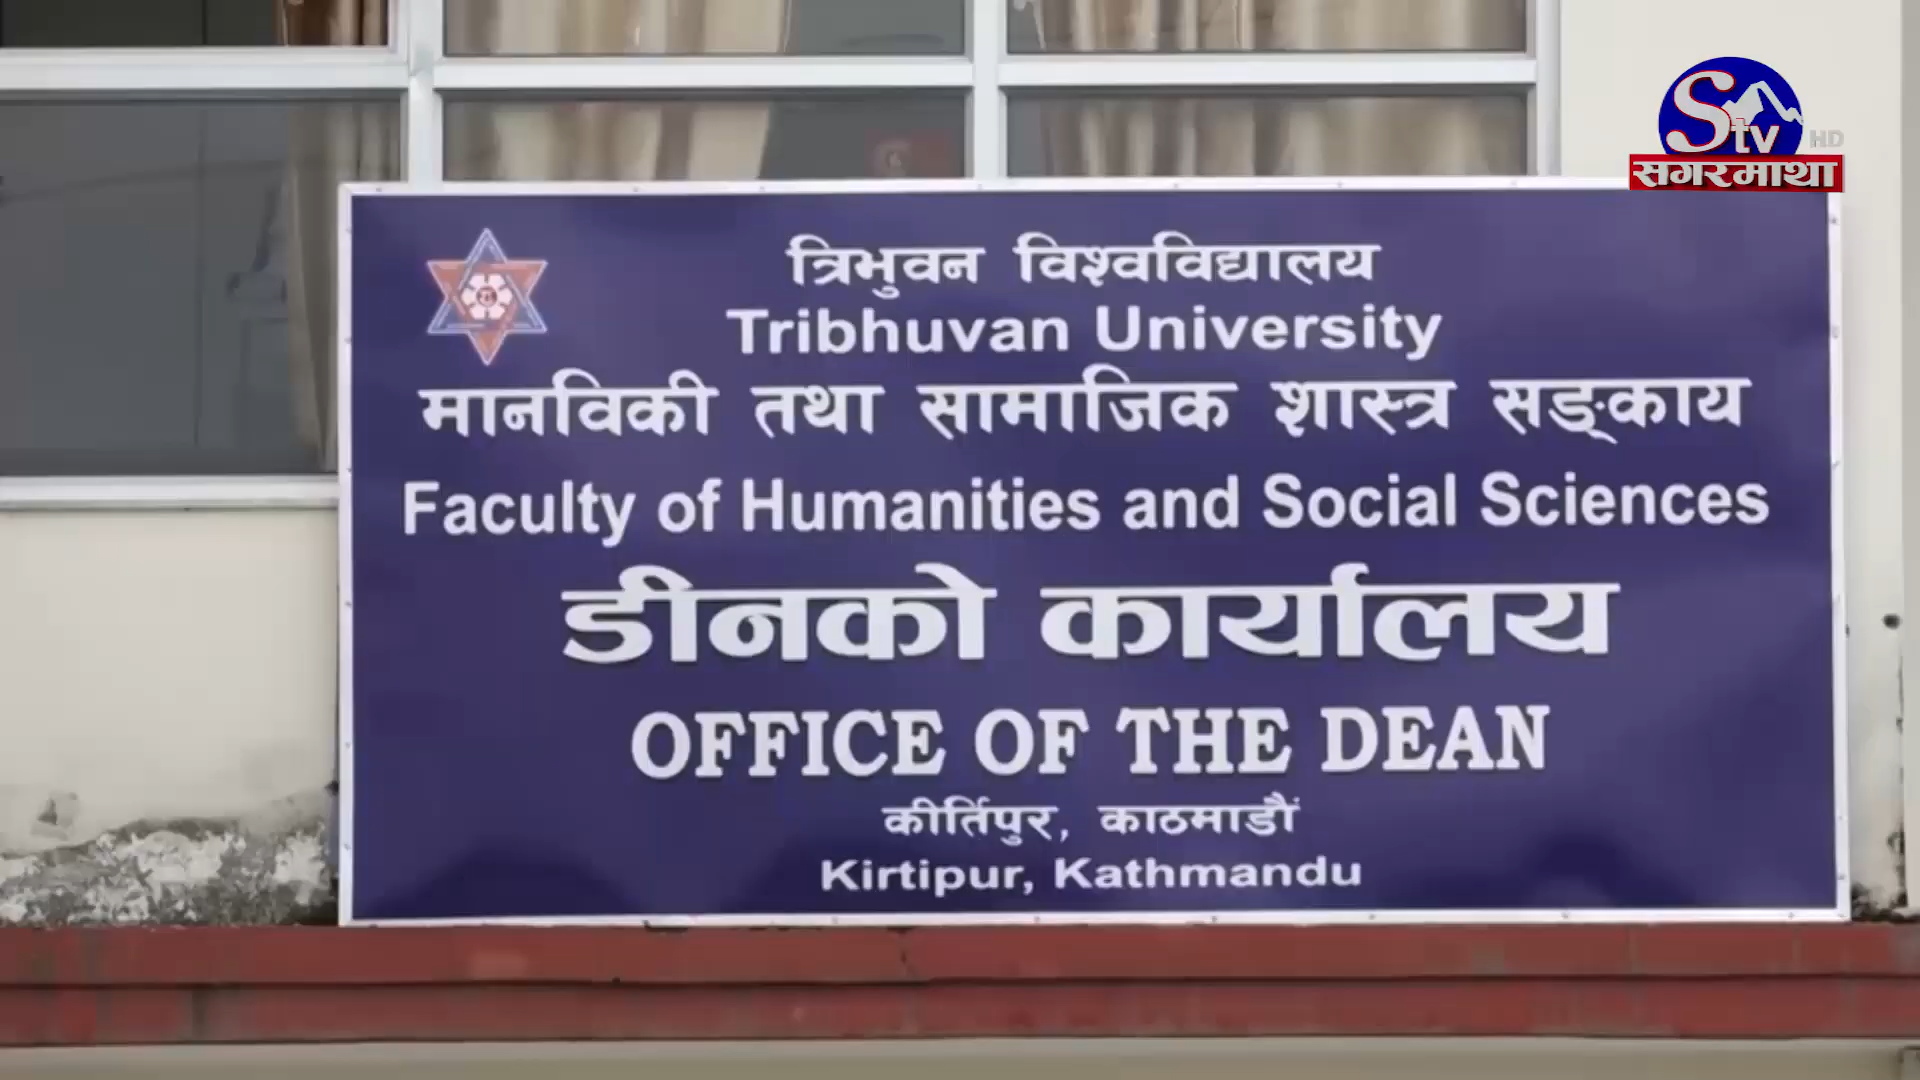 STV HD
सगरमाथा
त्रिभुवन विश्वविद्यालय
Tribhuvan University
मानविकी तथा सामाजिक शास्त्र सङ्काय
Faculty of Humanities and Social Sciences
डीनको कार्यालय
OFFICE OF THE DEAN
कीर्तिपुर, काठमाडौं
Kirtipur, Kathmandu